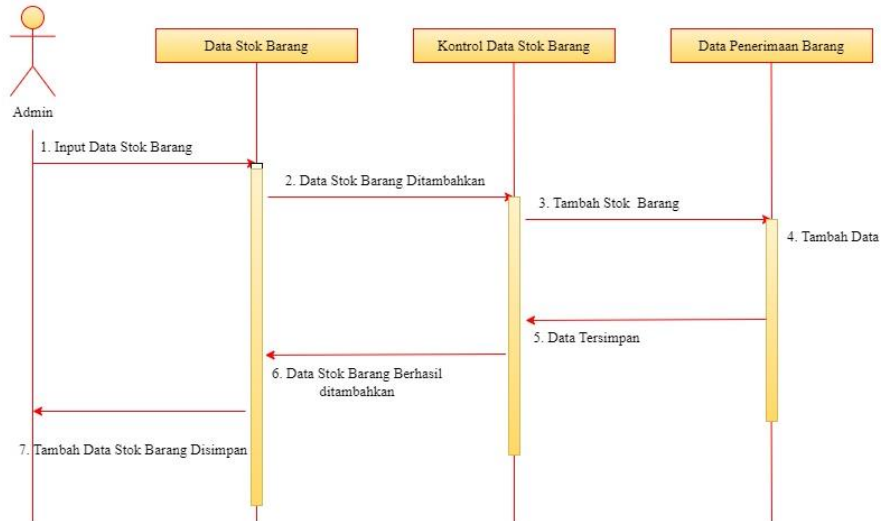 Data Stok Barang
Kontrol Data Stok Barang
Data Penerimaan Barang
Admin
1. Input Data Stok Barang
2. Data Stok Barang Ditambahkan
3. Tambah Stok Barang
4. Tambah Data
5. Data Tersimpan
6. Data Stok Barang Berhasil
ditambahkan
7. Tambah Data Stok Barang Disimpan